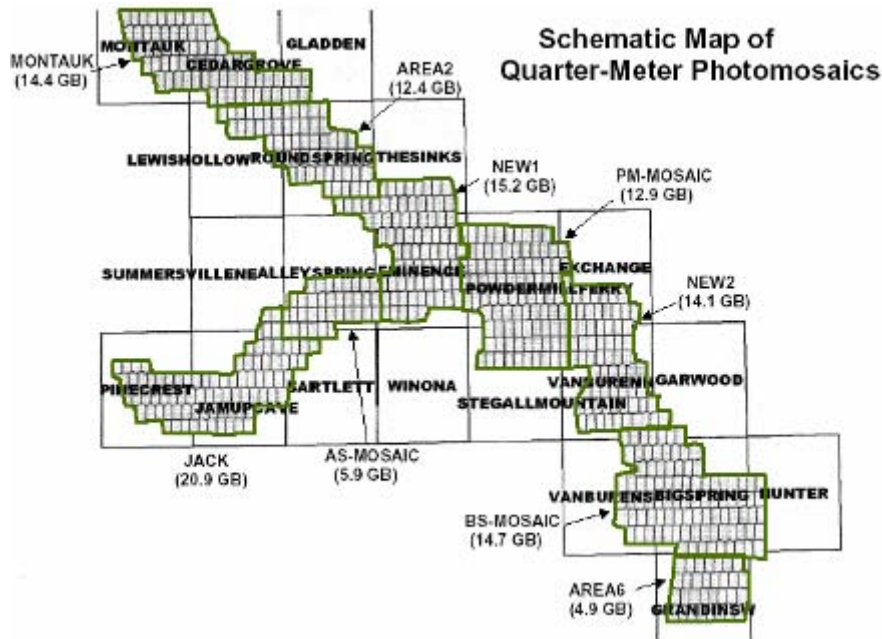 Schematic Map of
Quarter-Meter Photomosaics
MONTAUK
GLADDEN
MONTAUK
(14.4 GB)
CEDARGROVE
AREA2
(12.4 GB)
LEWISHOLLOW
ROUNDSPRING
THESINKS
NEW1
(15.2 GB)
PM-MOSAIC
(12.9 GB)
SUMMERSVILLENE
ALLEYSPRING
EMINENCE
EXCHANGE
POWDERMILLFERRY
NEW2
(14.1 GB)
PINECREST
JAMUPCAVE
BARTLETT
WINONA
VANBURENN
GARWOOD
STEGALLMOUNTAIN
JACK
(20.9 GB)
AS-MOSAIC
(5.9 GB)
VANBURENS
BIGSPRING
HUNTER
BS-MOSAIC
(14.7 GB)
AREA6
(4.9 GB)
GRANDINSW